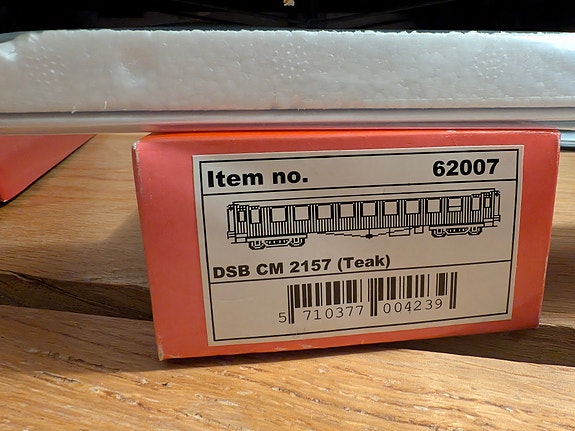 Item no. 62007
DSB CM 2157 (Teak)
5 710377 004239